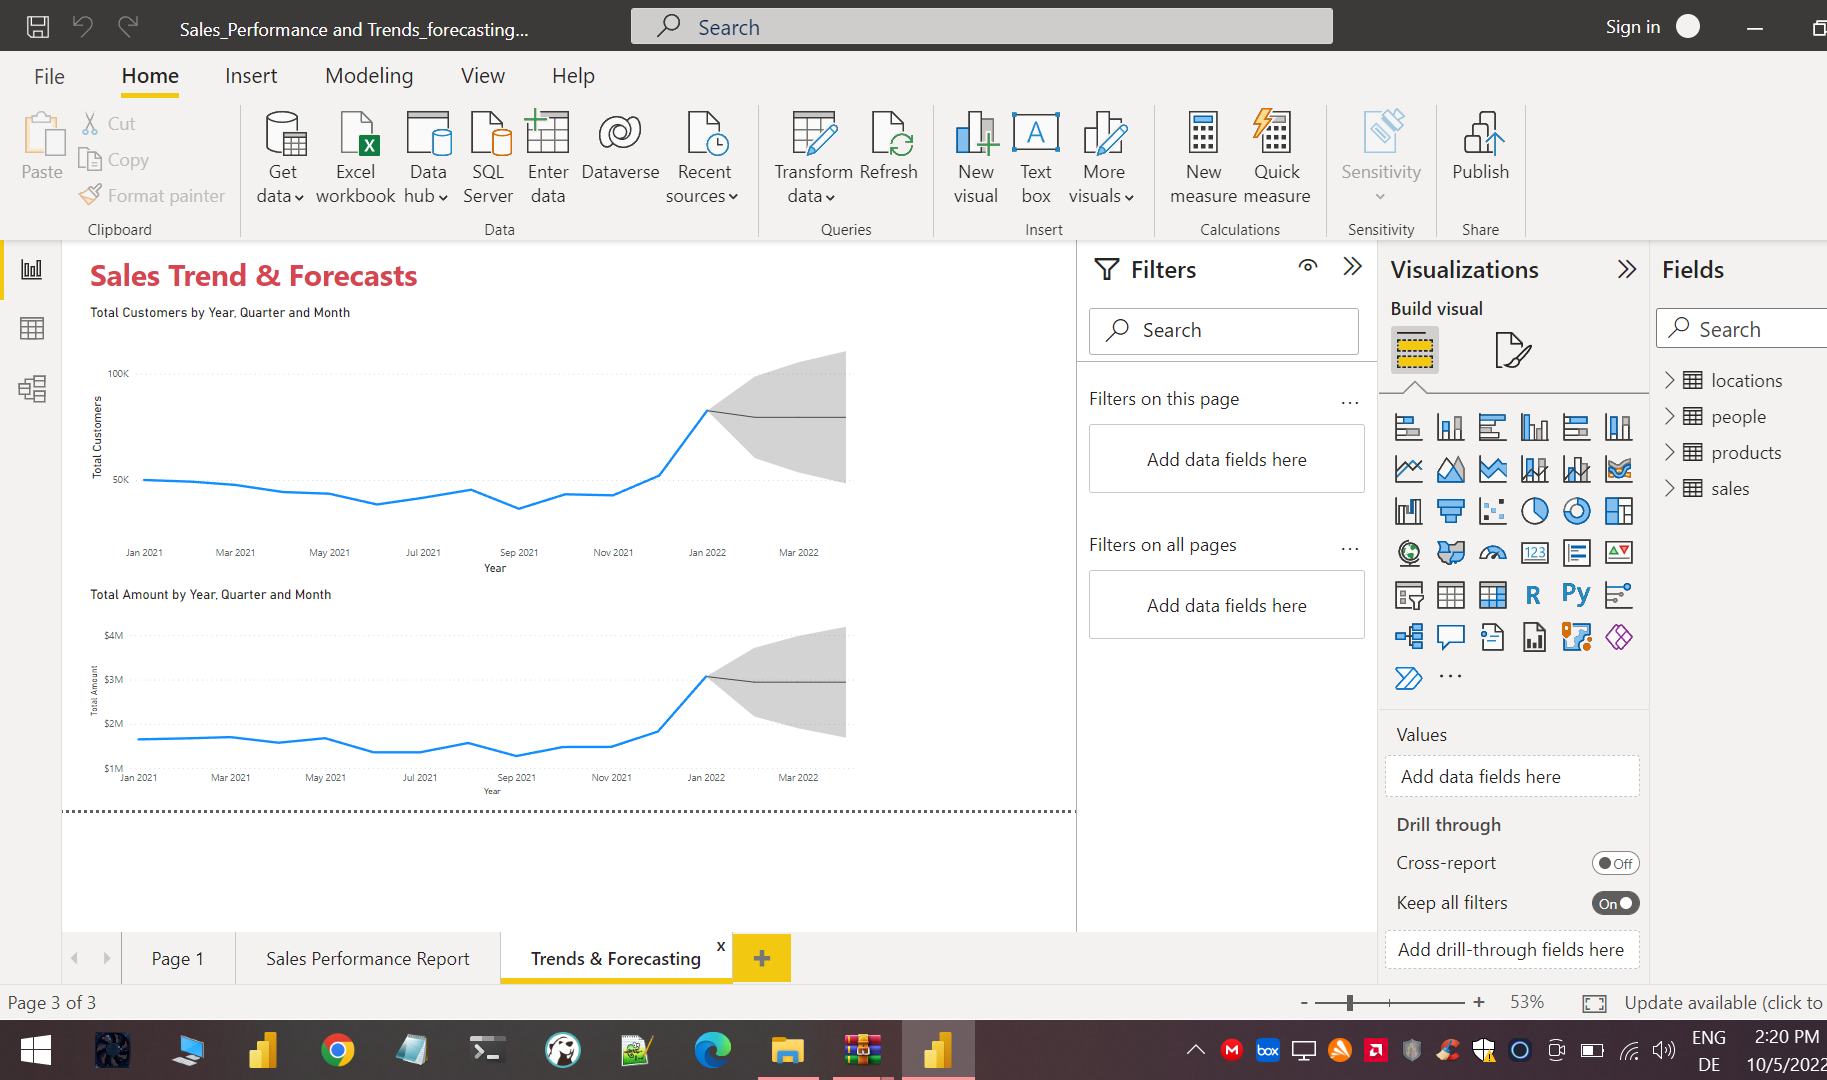 Sales_Performance and Trends_forecasting...
Search
Sign in
File
Home
Insert
Modeling
View
Help
Paste
Cut
Copy
Format painter
Clipboard
Get data
Excel workbook
Data hub
SQL Server
Enter data
Dataverse
Recent sources
Data
Transform data
Refresh
Queries
New visual
Text box
More visuals
Insert
New measure
Quick measure
Calculations
Sensitivity
Sensitivity
Publish
Share
Sales Trend & Forecasts
Total Customers by Year, Quarter and Month
100K
50K
Total Customers
Jan 2021 Mar 2021 May 2021 Jul 2021 Sep 2021 Nov 2021 Jan 2022 Mar 2022
Year
Total Amount by Year, Quarter and Month
$4M
$3M
$2M
$1M
Total Amount
Jan 2021 Mar 2021 May 2021 Jul 2021 Sep 2021 Nov 2021 Jan 2022 Mar 2022
Year
Filters
Search
Filters on this page
...
Add data fields here
Filters on all pages
...
Add data fields here
Visualizations
Build visual
123
R
Py
...
Values
Add data fields here
Drill through
Cross-report
Off
Keep all filters
On
Add drill-through fields here
Fields
Search
locations
people
products
sales
Page 1
Sales Performance Report
Trends & Forecasting
x
+
Page 3 of 3
- + 53%
Update available (click to
box
ENG
DE
2:20 PM
10/5/2022